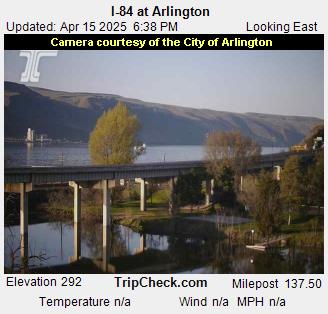 I-84 at Arlington
Updated: Apr 15 2025 6:38 PM Looking East
Camera courtesy of the City of Arlington
Elevation 292 TripCheck.com Milepost 137.50
Temperature n/a Wind n/a MPH n/a